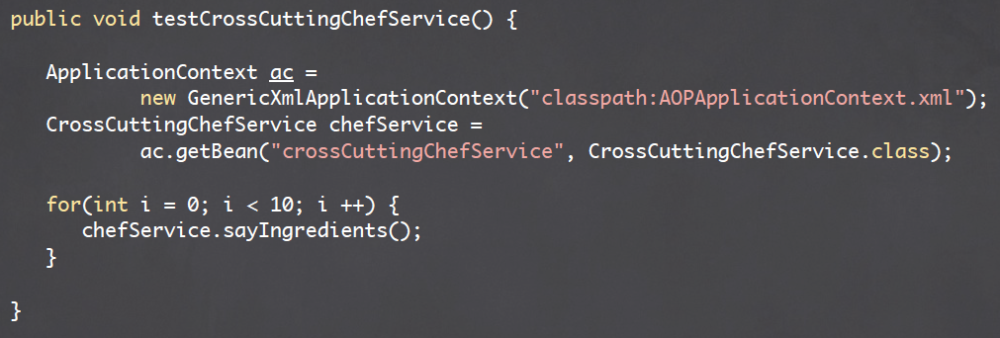 public void testCrossCuttingChefService() {
ApplicationContext ac =
new GenericXmlApplicationContext("classpath:AOPApplicationContext.xml");
CrossCuttingChefService chefService =
ac.getBean("crossCuttingChefService", CrossCuttingChefService.class);
for(int i = 0; i < 10; i ++) {
chefService.sayIngredients();
}
}